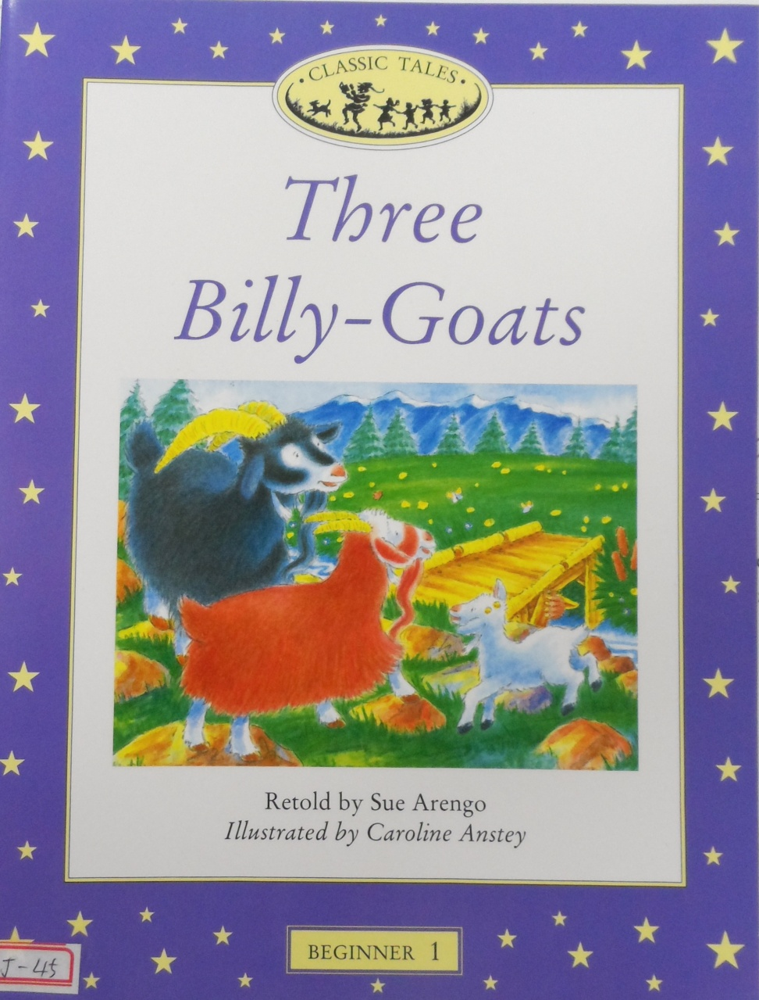 · CLASSIC TALES ·
Three
Billy-Goats
Retold by Sue Arengo
Illustrated by Caroline Anstey
BEGINNER 1
J-45